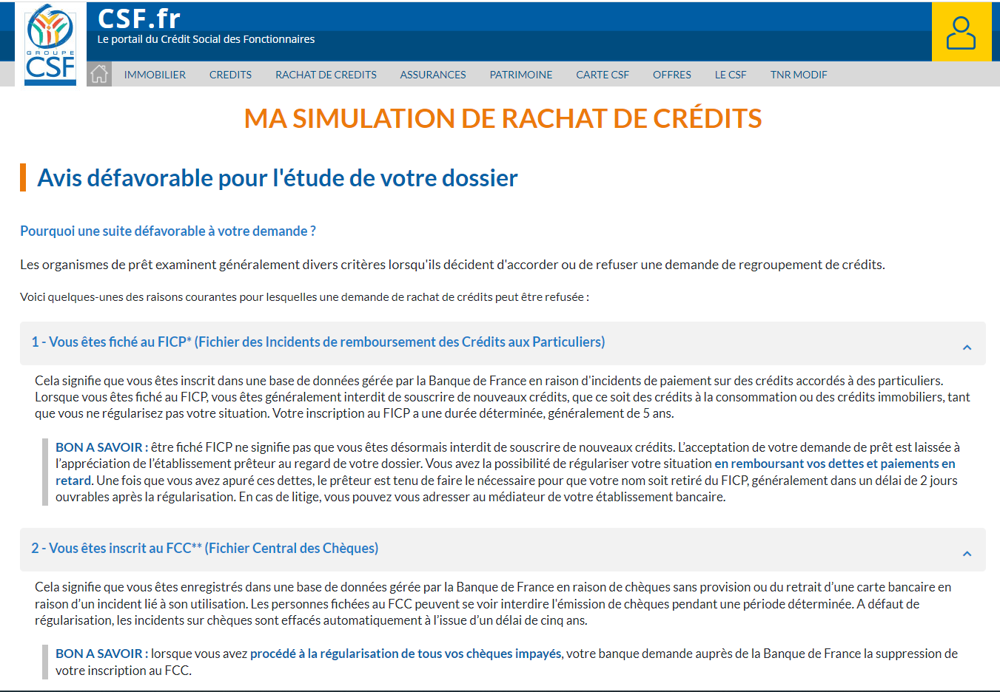 CSF.fr
Le portail du Crédit Social des Fonctionnaires
GROUPE
CSF
IMMOBILIER CREDITS RACHAT DE CREDITS ASSURANCES PATRIMOINE CARTE CSF OFFRES LE CSF TNR MODIF
MA SIMULATION DE RACHAT DE CRÉDITS
Avis défavorable pour l'étude de votre dossier
Pourquoi une suite défavorable à votre demande ?
Les organismes de prêt examinent généralement divers critères lorsqu'ils décident d'accorder ou de refuser une demande de regroupement de crédits.
Voici quelques-unes des raisons courantes pour lesquelles une demande de rachat de crédits peut être refusée :
1 - Vous êtes fiché au FICP* (Fichier des Incidents de remboursement des Crédits aux Particuliers)
Cela signifie que vous êtes inscrit dans une base de données gérée par la Banque de France en raison d'incidents de paiement sur des crédits accordés à des particuliers.
Lorsque vous êtes fiché au FICP, vous êtes généralement interdit de souscrire de nouveaux crédits, que ce soit des crédits à la consommation ou des crédits immobiliers, tant
que vous ne régularisez pas votre situation. Votre inscription au FICP a une durée déterminée, généralement de 5 ans.
BON A SAVOIR : être fiché FICP ne signifie pas que vous êtes désormais interdit de souscrire de nouveaux crédits. L’acceptation de votre demande de prêt est laissée à
l’appréciation de l’établissement prêteur au regard de votre dossier. Vous avez la possibilité de régulariser votre situation en remboursant vos dettes et paiements en
retard. Une fois que vous avez apuré ces dettes, le prêteur est tenu de faire le nécessaire pour que votre nom soit retiré du FICP, généralement dans un délai de 2 jours
ouvrables après la régularisation. En cas de litige, vous pouvez vous adresser au médiateur de votre établissement bancaire.
2 - Vous êtes inscrit au FCC** (Fichier Central des Chèques)
Cela signifie que vous êtes enregistrés dans une base de données gérée par la Banque de France en raison de chèques sans provision ou du retrait d’une carte bancaire en
raison d’un incident lié à son utilisation. Les personnes fichées au FCC peuvent se voir interdire l'émission de chèques pendant une période déterminée. A défaut de
régularisation, les incidents sur chèques sont effacés automatiquement à l’issue d’un délai de cinq ans.
BON A SAVOIR : lorsque vous avez procédé à la régularisation de tous vos chèques impayés, votre banque demande auprès de la Banque de France la suppression de
votre inscription au FCC.